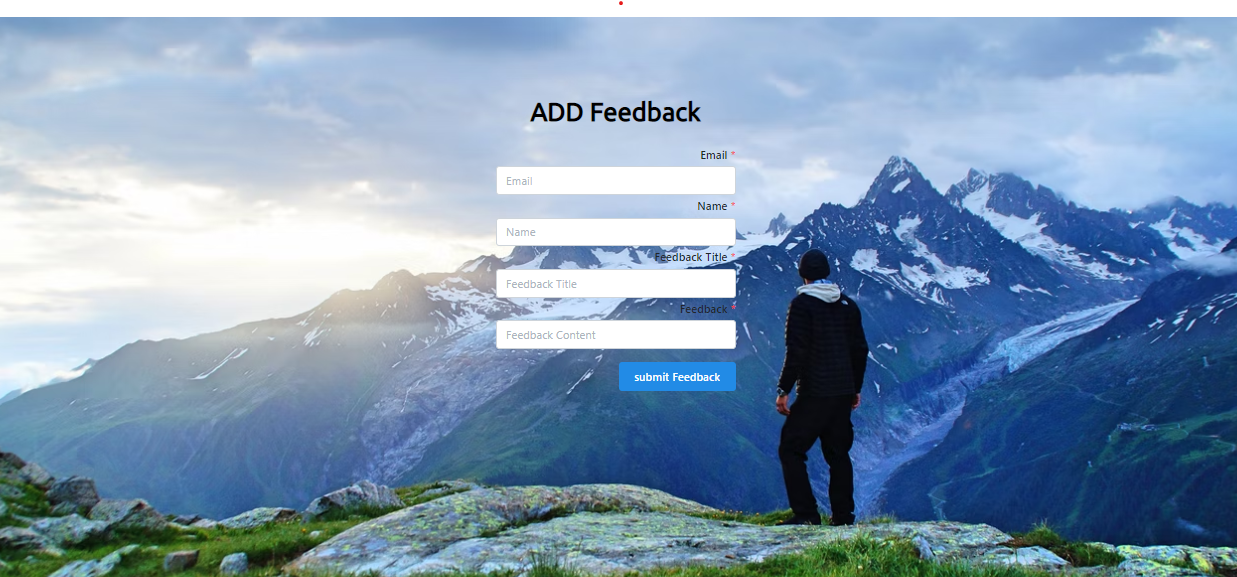 ADD Feedback
Email *
Email
Name *
Name
Feedback Title *
Feedback Title
Feedback *
Feedback Content
submit Feedback